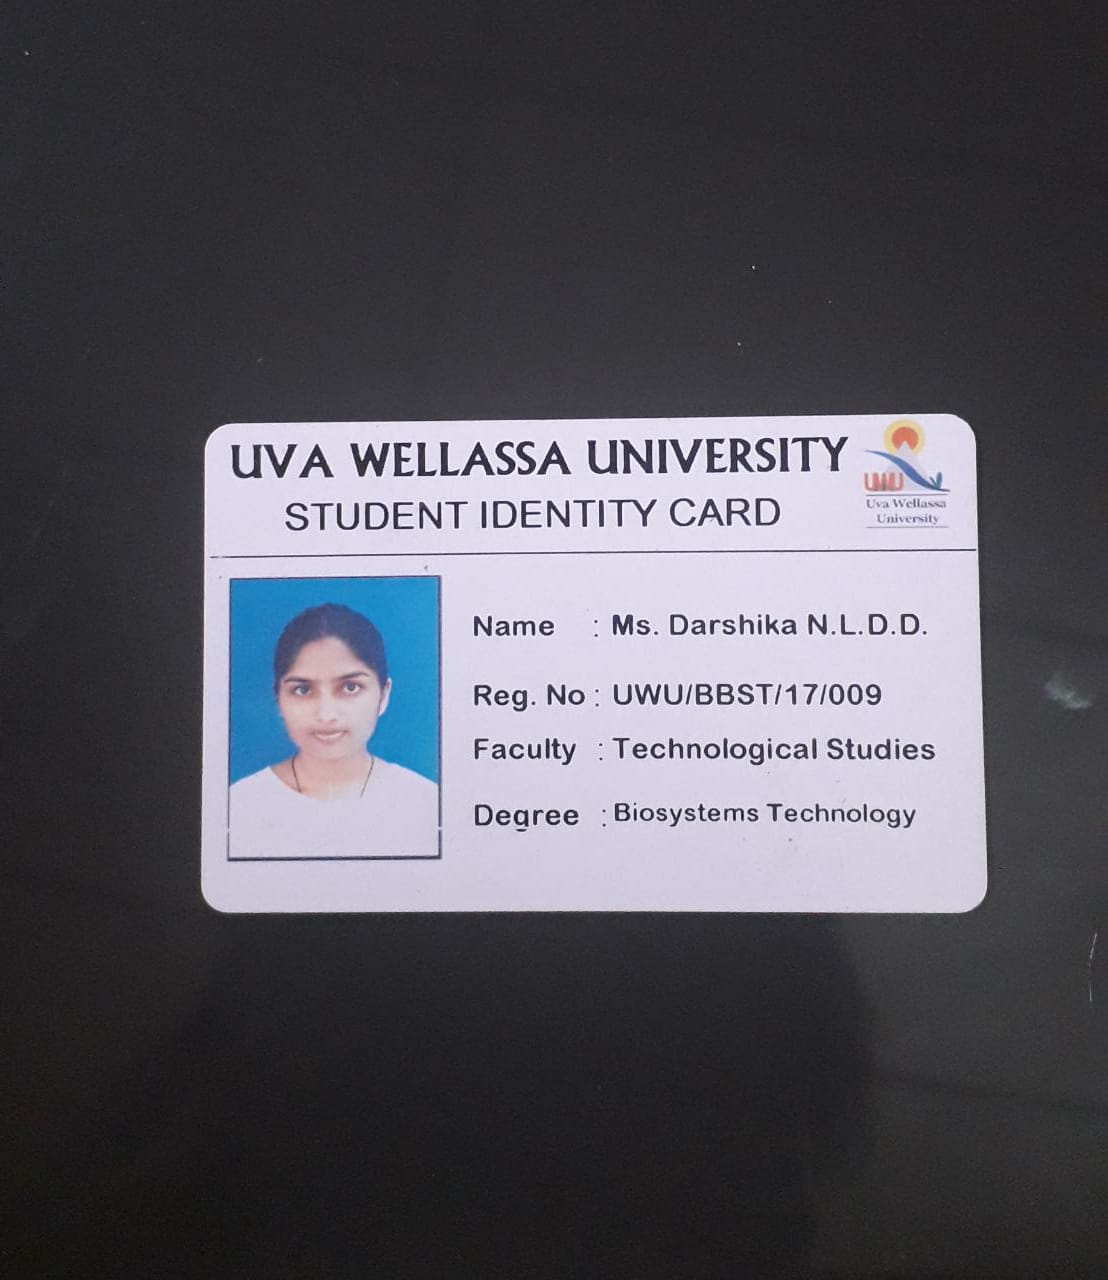 UVA WELLASSA UNIVERSITY
STUDENT IDENTITY CARD
UWU
Uva Wellassa
University
Name : Ms. Darshika N.L.D.D.
Reg. No : UWU/BBST/17/009
Faculty : Technological Studies
Degree : Biosystems Technology